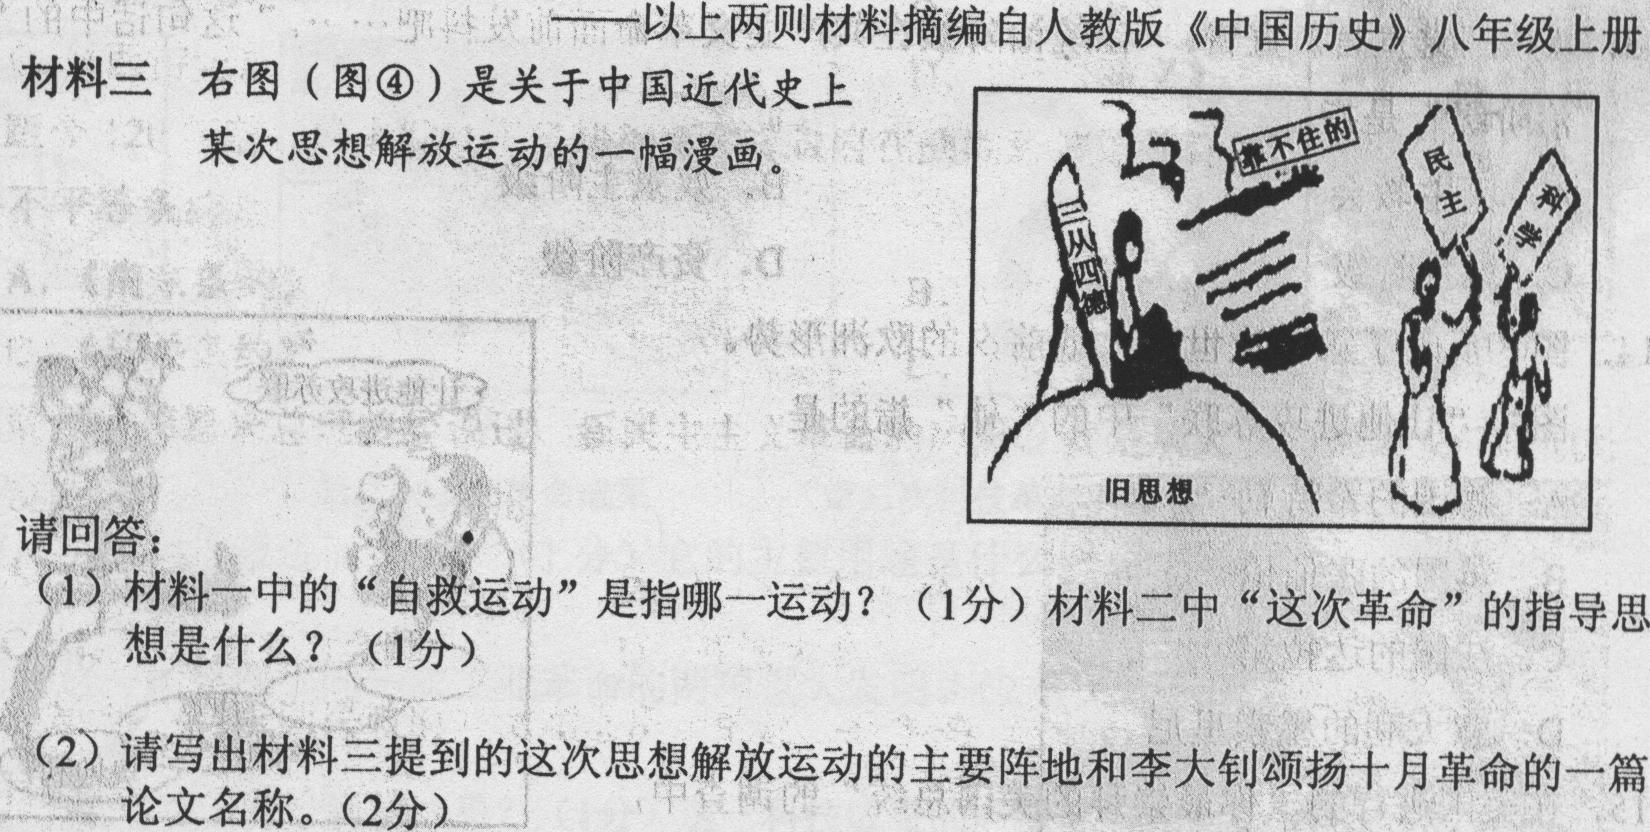 ——以上两则材料摘编自人教版《中国历史》八年级上册
材料三 右图（图④）是关于中国近代史上
某次思想解放运动的一幅漫画。
靠不住的
三从四德
民主
科学
旧思想
请回答：
（1）材料一中的“自救运动”是指哪一运动？（1分）材料二中“这次革命”的指导思
想是什么？（1分）
（2）请写出材料三提到的这次思想解放运动的主要阵地和李大钊颂扬十月革命的一篇
论文名称。（2分）